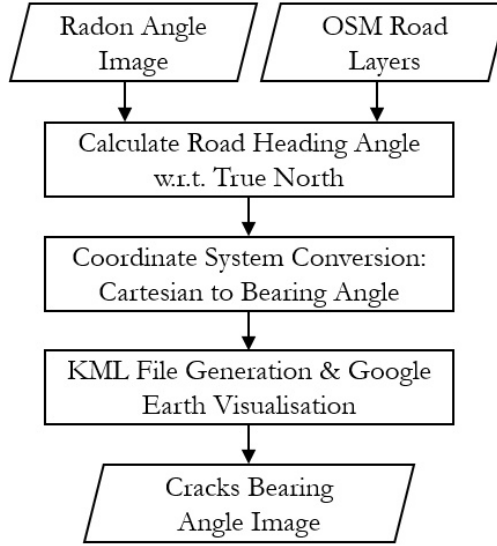 Radon Angle
Image
OSM Road
Layers
Calculate Road Heading Angle
w.r.t. True North
Coordinate System Conversion:
Cartesian to Bearing Angle
KML File Generation & Google
Earth Visualisation
Cracks Bearing
Angle Image